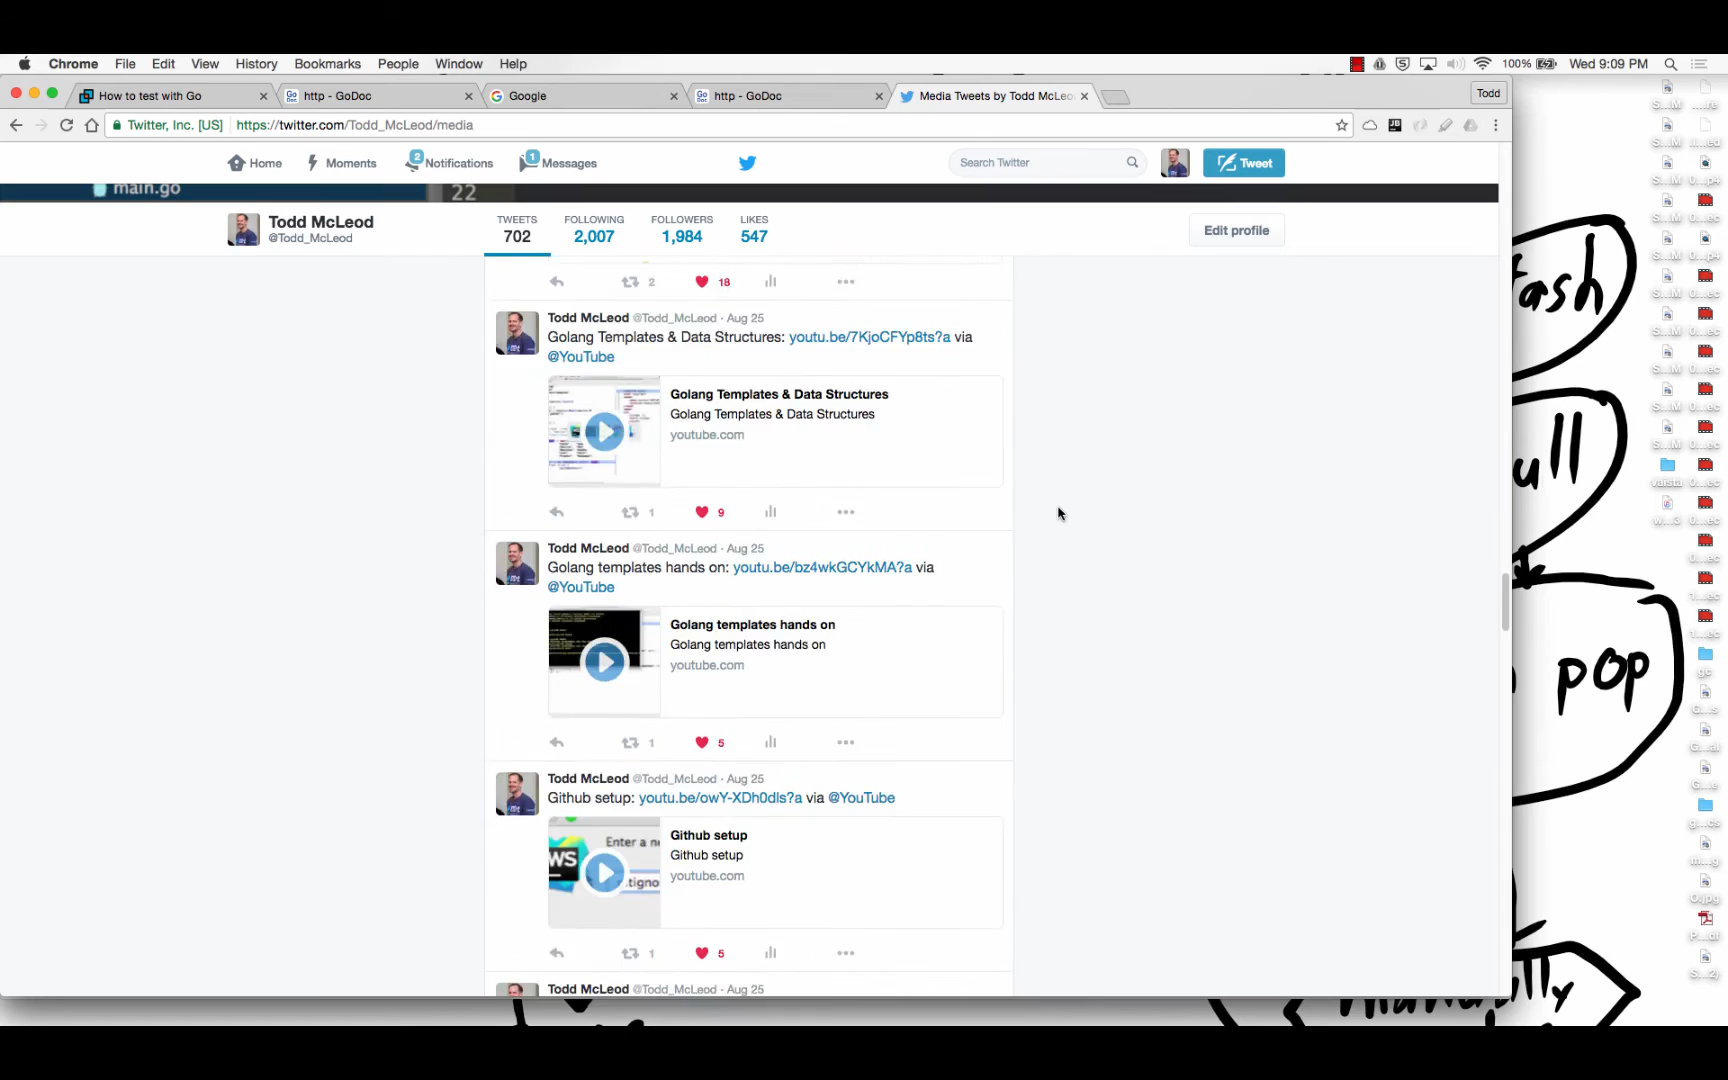 Chrome File Edit View History Bookmarks People Window Help 100% Wed 9:09 PM
How to test with Go http - GoDoc Google http - GoDoc Media Tweets by Todd McLeo Todd
Twitter, Inc. [US] https://twitter.com/Todd_McLeod/media
Home Moments 2 Notifications 1 Messages Search Twitter Tweet
main.go 22
Todd McLeod
@Todd_McLeod
TWEETS FOLLOWING FOLLOWERS LIKES
702 2,007 1,984 547
Edit profile
2 18
Todd McLeod @Todd_McLeod · Aug 25
Golang Templates & Data Structures: youtu.be/7KjoCFYp8ts?a via
@YouTube
Golang Templates & Data Structures
Golang Templates & Data Structures
youtube.com
1 9
Todd McLeod @Todd_McLeod · Aug 25
Golang templates hands on: youtu.be/bz4wkGCYkMA?a via
@YouTube
Golang templates hands on
Golang templates hands on
youtube.com
1 5
Todd McLeod @Todd_McLeod · Aug 25
Github setup: youtu.be/owY-XDh0dls?a via @YouTube
Enter a n
WS
.tigno
Github setup
Github setup
youtube.com
1 5
Todd McLeod @Todd_McLeod · Aug 25
pop